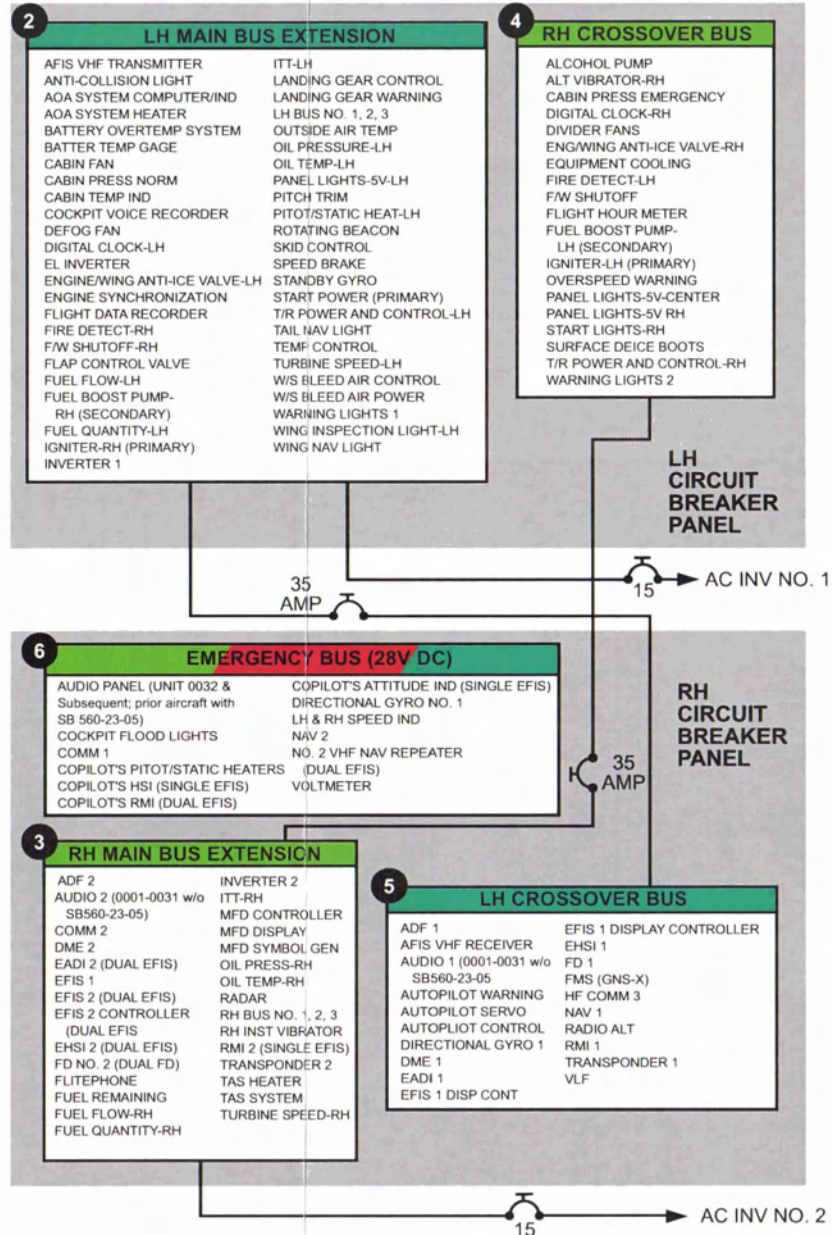 2
LH MAIN BUS EXTENSION
AFIS VHF TRANSMITTER
ANTI-COLLISION LIGHT
AOA SYSTEM COMPUTER/IND
AOA SYSTEM HEATER
BATTERY OVERTEMP SYSTEM
BATTER TEMP GAGE
CABIN FAN
CABIN PRESS NORM
CABIN TEMP IND
COCKPIT VOICE RECORDER
DEFOG FAN
DIGITAL CLOCK-LH
EL INVERTER
ENGINE/WING ANTI-ICE VALVE-LH
ENGINE SYNCHRONIZATION
FLIGHT DATA RECORDER
FIRE DETECT-RH
F/W SHUTOFF-RH
FLAP CONTROL VALVE
FUEL FLOW-LH
FUEL BOOST PUMP-
RH (SECONDARY)
FUEL QUANTITY-LH
IGNITER-RH (PRIMARY)
INVERTER 1
ITT-LH
LANDING GEAR CONTROL
LANDING GEAR WARNING
LH BUS NO. 1, 2, 3
OUTSIDE AIR TEMP
OIL PRESSURE-LH
OIL TEMP-LH
PANEL LIGHTS-5V-LH
PITCH TRIM
PITOT/STATIC HEAT-LH
ROTATING BEACON
SKID CONTROL
SPEED BRAKE
STANDBY GYRO
START POWER (PRIMARY)
T/R POWER AND CONTROL-LH
TAIL NAV LIGHT
TEMP CONTROL
TURBINE SPEED-LH
W/S BLEED AIR CONTROL
W/S BLEED AIR POWER
WARNING LIGHTS 1
WING INSPECTION LIGHT-LH
WING NAV LIGHT
4
RH CROSSOVER BUS
ALCOHOL PUMP
ALT VIBRATOR-RH
CABIN PRESS EMERGENCY
DIGITAL CLOCK-RH
DIVIDER FANS
ENG/WING ANTI-ICE VALVE-RH
EQUIPMENT COOLING
FIRE DETECT-LH
F/W SHUTOFF
FLIGHT HOUR METER
FUEL BOOST PUMP-
LH (SECONDARY)
IGNITER-LH (PRIMARY)
OVERSPEED WARNING
PANEL LIGHTS-5V-CENTER
PANEL LIGHTS-5V RH
START LIGHTS-RH
SURFACE DEICE BOOTS
T/R POWER AND CONTROL-RH
WARNING LIGHTS 2
LH
CIRCUIT
BREAKER
PANEL
15
AC INV NO. 1
35
AMP
6
EMERGENCY BUS (28V DC)
AUDIO PANEL (UNIT 0032 &
Subsequent; prior aircraft with
SB 560-23-05)
COCKPIT FLOOD LIGHTS
COMM 1
COPILOT'S PITOT/STATIC HEATERS
COPILOT'S HSI (SINGLE EFIS)
COPILOT'S RMI (DUAL EFIS)
COPILOT'S ATTITUDE IND (SINGLE EFIS)
DIRECTIONAL GYRO NO. 1
LH & RH SPEED IND
NAV 2
NO. 2 VHF NAV REPEATER
(DUAL EFIS)
VOLTMETER
RH
CIRCUIT
BREAKER
PANEL
35
AMP
3
RH MAIN BUS EXTENSION
ADF 2
AUDIO 2 (0001-0031 w/o
SB560-23-05)
COMM 2
DME 2
EADI 2 (DUAL EFIS)
EFIS 1
EFIS 2 (DUAL EFIS)
EFIS 2 CONTROLLER
(DUAL EFIS
EHSI 2 (DUAL EFIS)
FD NO. 2 (DUAL FD)
FLITEPHONE
FUEL REMAINING
FUEL FLOW-RH
FUEL QUANTITY-RH
INVERTER 2
ITT-RH
MFD CONTROLLER
MFD DISPLAY
MFD SYMBOL GEN
OIL PRESS-RH
OIL TEMP-RH
RADAR
RH BUS NO. 1, 2, 3
RH INST VIBRATOR
RMI 2 (SINGLE EFIS)
TRANSPONDER 2
TAS HEATER
TAS SYSTEM
TURBINE SPEED-RH
5
LH CROSSOVER BUS
ADF 1
AFIS VHF RECEIVER
AUDIO 1 (0001-0031 w/o
SB560-23-05
AUTOPILOT WARNING
AUTOPILOT SERVO
AUTOPLIOT CONTROL
DIRECTIONAL GYRO 1
DME 1
EADI 1
EFIS 1 DISP CONT
EFIS 1 DISPLAY CONTROLLER
EHSI 1
FD 1
FMS (GNS-X)
HF COMM 3
NAV 1
RADIO ALT
RMI 1
TRANSPONDER 1
VLF
15
AC INV NO. 2